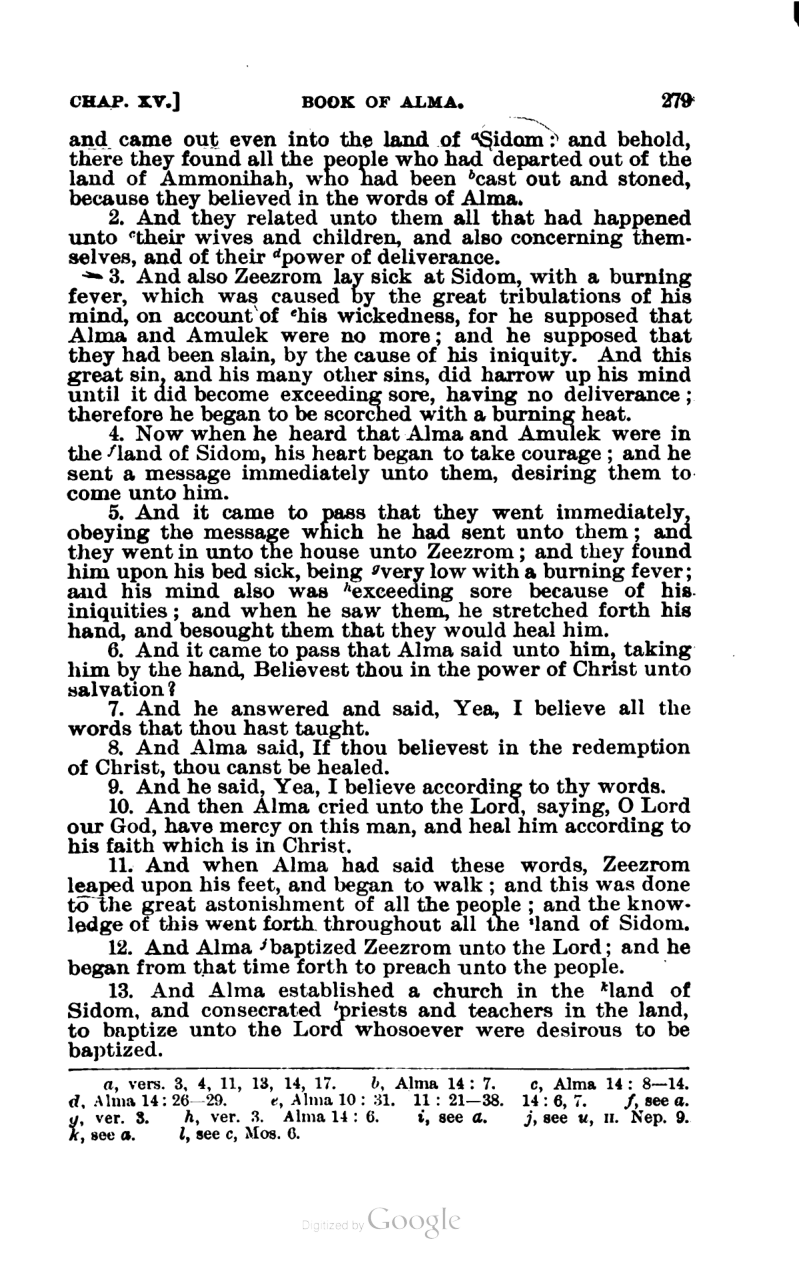 CHAP. XV.] BOOK OF ALMA. 279
and came out even into the land of ᵃSidom: and behold,
there they found all the people who had departed out of the
land of Ammonihah, who had been ᵇcast out and stoned,
because they believed in the words of Alma.
2. And they related unto them all that had happened
unto ᶜtheir wives and children, and also concerning them-
selves, and of their ᵈpower of deliverance.
3. And also Zeezrom lay sick at Sidom, with a burning
fever, which was caused by the great tribulations of his
mind, on account of ᵉhis wickedness, for he supposed that
Alma and Amulek were no more; and he supposed that
they had been slain, by the cause of his iniquity. And this
great sin, and his many other sins, did harrow up his mind
until it did become exceeding sore, having no deliverance;
therefore he began to be scorched with a burning heat.
4. Now when he heard that Alma and Amulek were in
the ᶠland of Sidom, his heart began to take courage; and he
sent a message immediately unto them, desiring them to
come unto him.
5. And it came to pass that they went immediately,
obeying the message which he had sent unto them; and
they went in unto the house unto Zeezrom; and they found
him upon his bed sick, being ᵍvery low with a burning fever;
and his mind also was ʰexceeding sore because of his
iniquities; and when he saw them, he stretched forth his
hand, and besought them that they would heal him.
6. And it came to pass that Alma said unto him, taking
him by the hand, Believest thou in the power of Christ unto
salvation?
7. And he answered and said, Yea, I believe all the
words that thou hast taught.
8. And Alma said, If thou believest in the redemption
of Christ, thou canst be healed.
9. And he said, Yea, I believe according to thy words.
10. And then Alma cried unto the Lord, saying, O Lord
our God, have mercy on this man, and heal him according to
his faith which is in Christ.
11. And when Alma had said these words, Zeezrom
leaped upon his feet, and began to walk; and this was done
to the great astonishment of all the people; and the know-
ledge of this went forth throughout all the ⁱland of Sidom.
12. And Alma ʲbaptized Zeezrom unto the Lord; and he
began from that time forth to preach unto the people.
13. And Alma established a church in the ᵏland of
Sidom, and consecrated ˡpriests and teachers in the land,
to baptize unto the Lord whosoever were desirous to be
baptized.
a, vers. 3, 4, 11, 13, 14, 17. b, Alma 14: 7. c, Alma 14: 8—14.
d, Alma 14: 26—29. e, Alma 10: 31. 11: 21—38. 14: 6, 7. f, see a.
g, ver. 3. h, ver. 3. Alma 14: 6. i, see a. j, see u, II. Nep. 9.
k, see a. l, see c, Mos. 6.
Digitized by Google